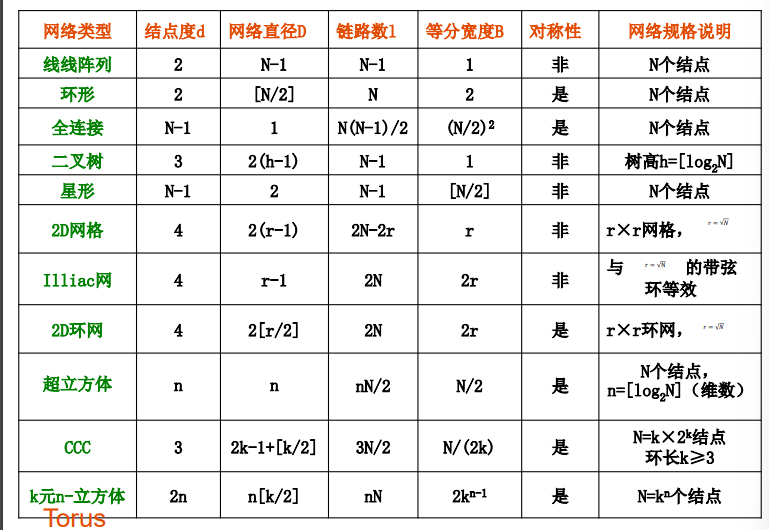 网络类型 结点度d 网络直径D 链路数l 等分宽度B 对称性 网络规格说明
线线阵列 2 N-1 N-1 1 非 N个结点
环形 2 [N/2] N 2 是 N个结点
全连接 N-1 1 N(N-1)/2 (N/2)² 是 N个结点
二叉树 3 2(h-1) N-1 1 非 树高h=[log₂N]
星形 N-1 2 N-1 [N/2] 非 N个结点
2D网格 4 2(r-1) 2N-2r r 非 r×r网格， r=√N
Illiac网 4 r-1 2N 2r 非 与 r=√N 的带弦
环等效
2D环网 4 2[r/2] 2N 2r 是 r×r环网， r=√N
超立方体 n n nN/2 N/2 是 N个结点，
n=[log₂N]（维数）
CCC 3 2k-1+[k/2] 3N/2 N/(2k) 是 N=k×2ᵏ结点
环长k≥3
k元n-立方体 2n n[k/2] nN 2kⁿ⁻¹ 是 N=kⁿ个结点
Torus